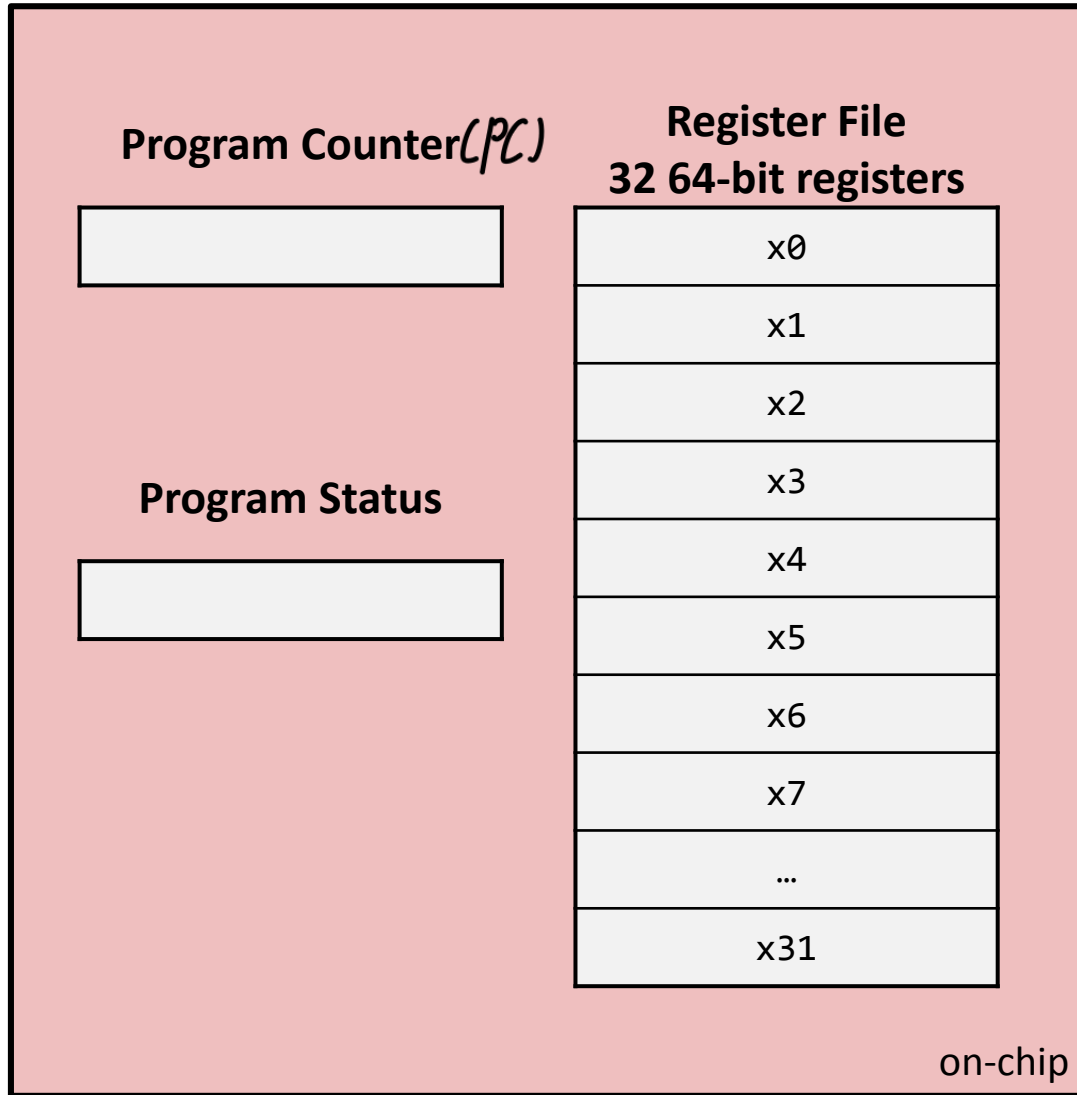 Program Counter(PC)
Register File
32 64-bit registers
x0
x1
x2
x3
Program Status
x4
x5
x6
x7
…
x31
on-chip